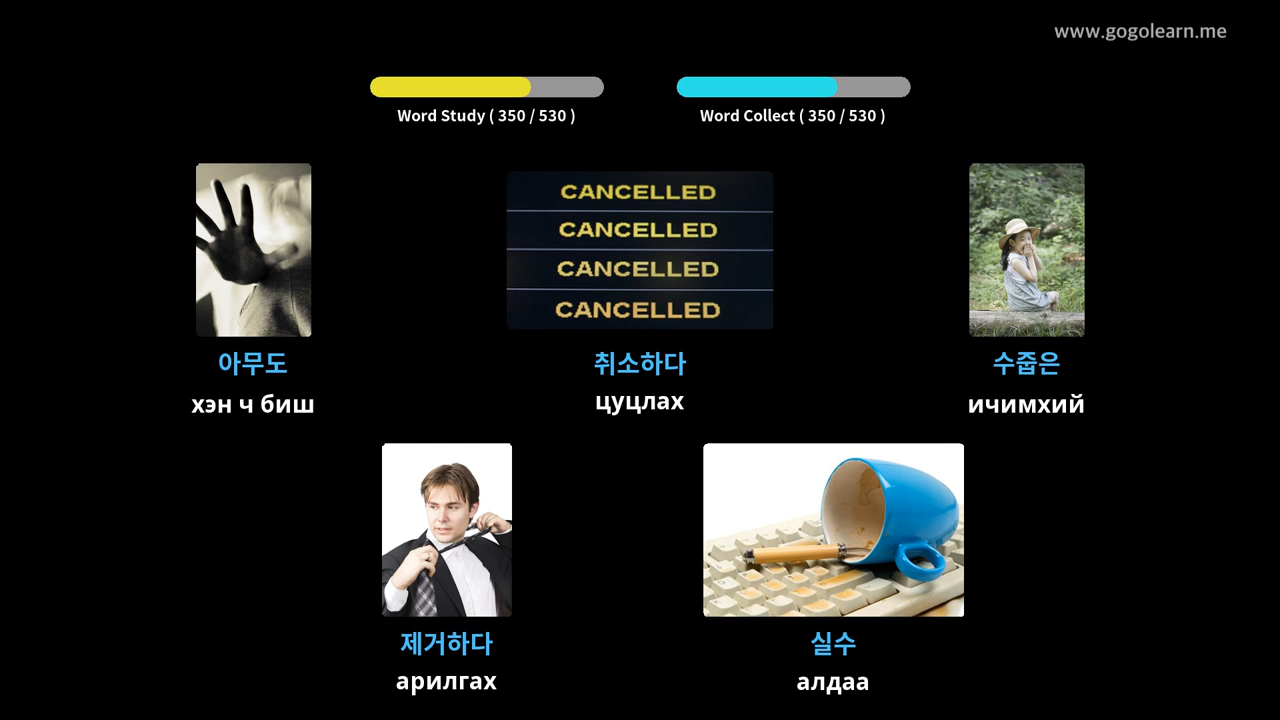 www.gogolearn.me
Word Study ( 350 / 530 )
Word Collect ( 350 / 530 )
CANCELLED
CANCELLED
CANCELLED
CANCELLED
아무도
хэн ч биш
취소하다
цуцлах
수줍은
ичимхий
제거하다
арилгах
실수
алдаа